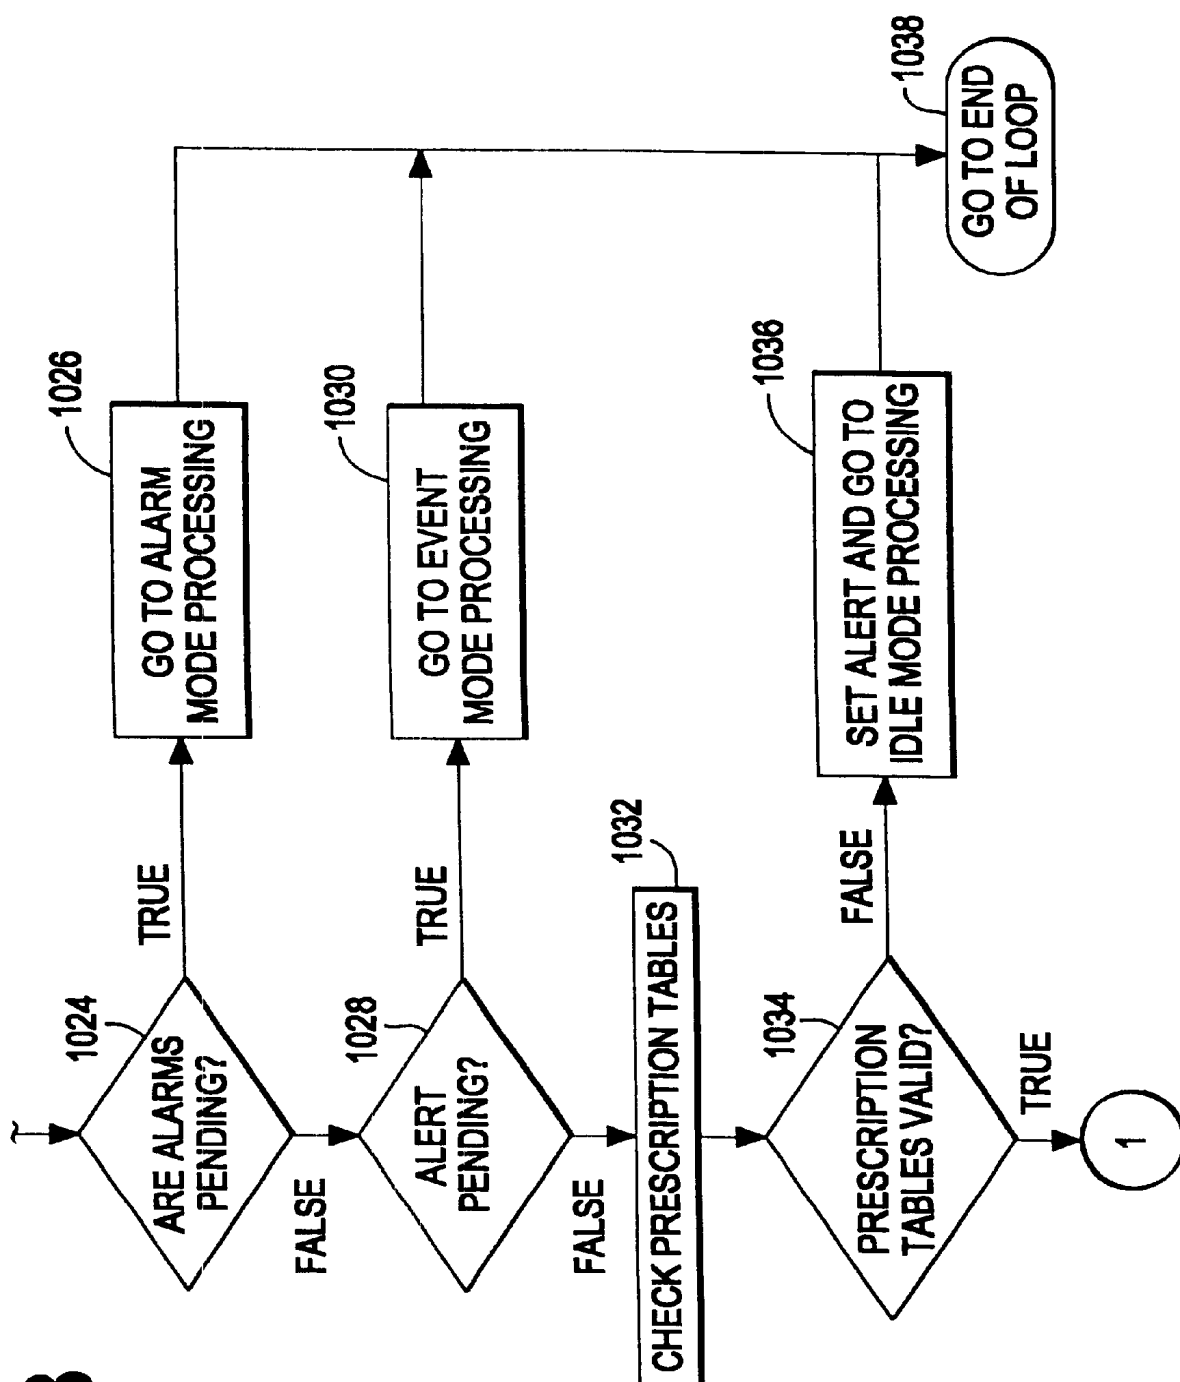 1024
ARE ALARMS
PENDING?
TRUE
FALSE
1026
GO TO ALARM
MODE PROCESSING
1028
ALERT
PENDING?
TRUE
FALSE
1030
GO TO EVENT
MODE PROCESSING
1032
CHECK PRESCRIPTION TABLES
1034
PRESCRIPTION
TABLES VALID?
FALSE
TRUE
1036
SET ALERT AND GO TO
IDLE MODE PROCESSING
1038
GO TO END
OF LOOP
1